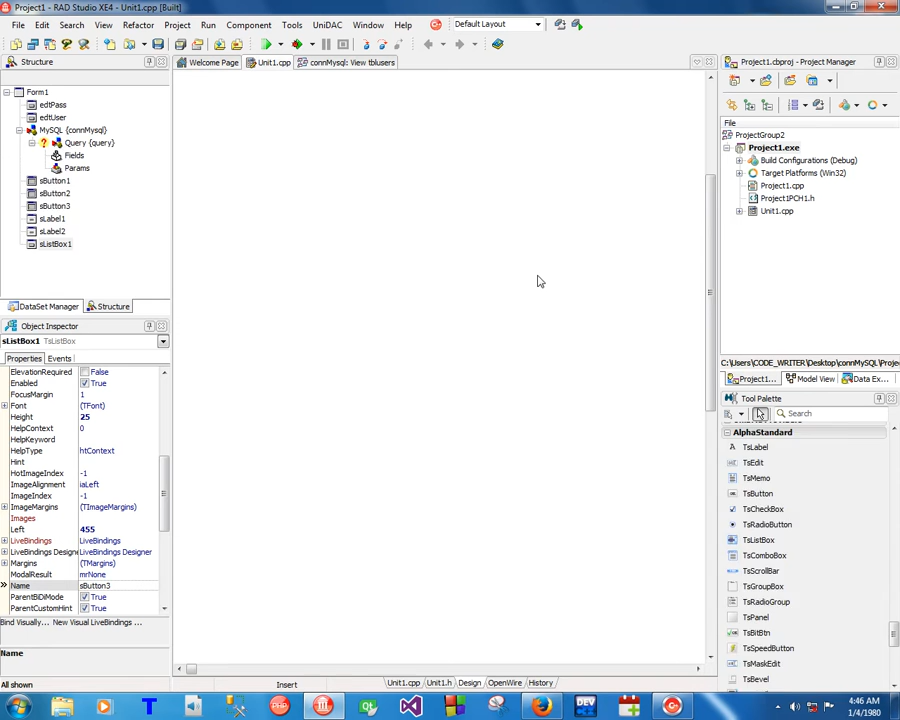 Project1 - RAD Studio XE4 - Unit1.cpp [Built]
File Edit Search View Refactor Project Run Component Tools UniDAC Window Help Default Layout
Structure
Welcome Page Unit1.cpp connMysql: View tblusers
Project1.cbproj - Project Manager
Form1
edtPass
edtUser
MySQL {connMysql}
Query {query}
Fields
Params
sButton1
sButton2
sButton3
sLabel1
sLabel2
sListBox1
File
ProjectGroup2
Project1.exe
Build Configurations (Debug)
Target Platforms (Win32)
Project1.cpp
Project1PCH1.h
Unit1.cpp
DataSet Manager Structure
Object Inspector
sListBox1 TsListBox
Properties Events
ElevationRequired False
Enabled True
FocusMargin 1
Font (TFont)
Height 25
HelpContext 0
HelpKeyword
HelpType htContext
Hint
HotImageIndex -1
ImageAlignment iaLeft
ImageIndex -1
ImageMargins (TImageMargins)
Images
Left 455
LiveBindings LiveBindings
LiveBindings Designe LiveBindings Designer
Margins (TMargins)
ModalResult mrNone
Name sButton3
ParentBiDiMode True
ParentCustomHint True
Bind Visually... New Visual LiveBindings ...
Name
All shown
C:\Users\CODE_WRITER\Desktop\connMySQL\Proje
Project1... Model View Data Ex...
Tool Palette
Search
AlphaStandard
TsLabel
TsEdit
TsMemo
TsButton
TsCheckBox
TsRadioButton
TsListBox
TsComboBox
TsScrollBar
TsGroupBox
TsRadioGroup
TsPanel
TsBitBtn
TsSpeedButton
TsMaskEdit
TsBevel
Insert
Unit1.cpp Unit1.h Design OpenWire History
PHP
T
Qt
DEV
4:46 AM
1/4/1980